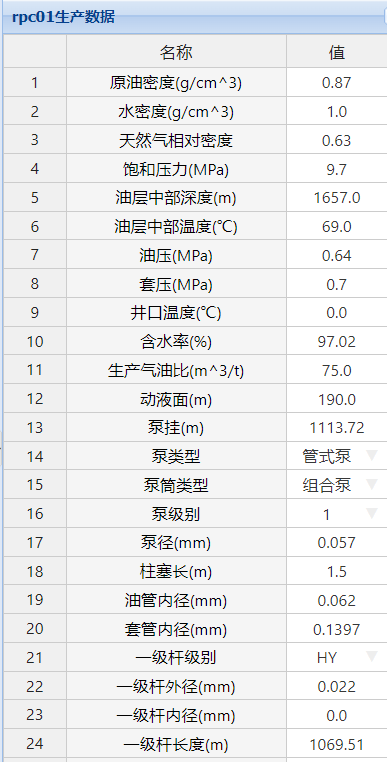 rpc01生产数据
名称 值
1 原油密度(g/cm^3) 0.87
2 水密度(g/cm^3) 1.0
3 天然气相对密度 0.63
4 饱和压力(MPa) 9.7
5 油层中部深度(m) 1657.0
6 油层中部温度(℃) 69.0
7 油压(MPa) 0.64
8 套压(MPa) 0.7
9 井口温度(℃) 0.0
10 含水率(%) 97.02
11 生产气油比(m^3/t) 75.0
12 动液面(m) 190.0
13 泵挂(m) 1113.72
14 泵类型 管式泵
15 泵筒类型 组合泵
16 泵级别 1
17 泵径(mm) 0.057
18 柱塞长(m) 1.5
19 油管内径(mm) 0.062
20 套管内径(mm) 0.1397
21 一级杆级别 HY
22 一级杆外径(mm) 0.022
23 一级杆内径(mm) 0.0
24 一级杆长度(m) 1069.51